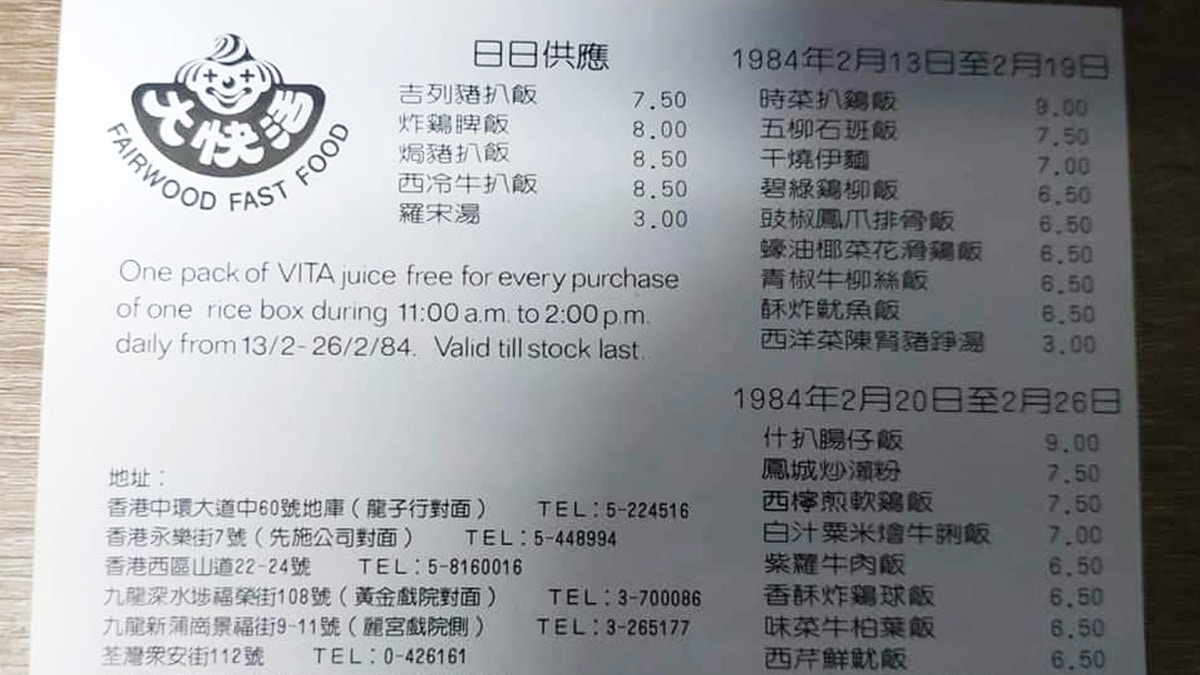 大快活
FAIRWOOD FAST FOOD
日日供應
吉列豬扒飯 7.50
炸鷄脾飯 8.00
焗豬扒飯 8.50
西冷牛扒飯 8.50
羅宋湯 3.00
One pack of VITA juice free for every purchase
of one rice box during 11:00 a.m. to 2:00 p.m.
daily from 13/2 - 26/2/84. Valid till stock last.
地址：
香港中環大道中60號地庫（龍子行對面） TEL：5-224516
香港永樂街7號（先施公司對面） TEL：5-448994
香港西區山道22-24號 TEL：5-8160016
九龍深水埗福榮街108號（黃金戲院對面） TEL：3-700086
九龍新蒲崗景福街9-11號（麗宮戲院側） TEL：3-265177
荃灣眾安街112號 TEL：0-426161
1984年2月13日至2月19日
時菜扒鷄飯 9.00
五柳石班飯 7.50
干燒伊麵 7.00
碧綠鷄柳飯 6.50
豉椒鳳爪排骨飯 6.50
蠔油椰菜花滑鷄飯 6.50
青椒牛柳絲飯 6.50
酥炸魷魚飯 6.50
西洋菜陳腎豬踭湯 3.00
1984年2月20日至2月26日
什扒腸仔飯 9.00
鳳城炒瀨粉 7.50
西檸煎軟鷄飯 7.50
白汁粟米燴牛脷飯 7.00
紫蘿牛肉飯 6.50
香酥炸鷄球飯 6.50
味菜牛柏葉飯 6.50
西芹鮮魷飯 6.50